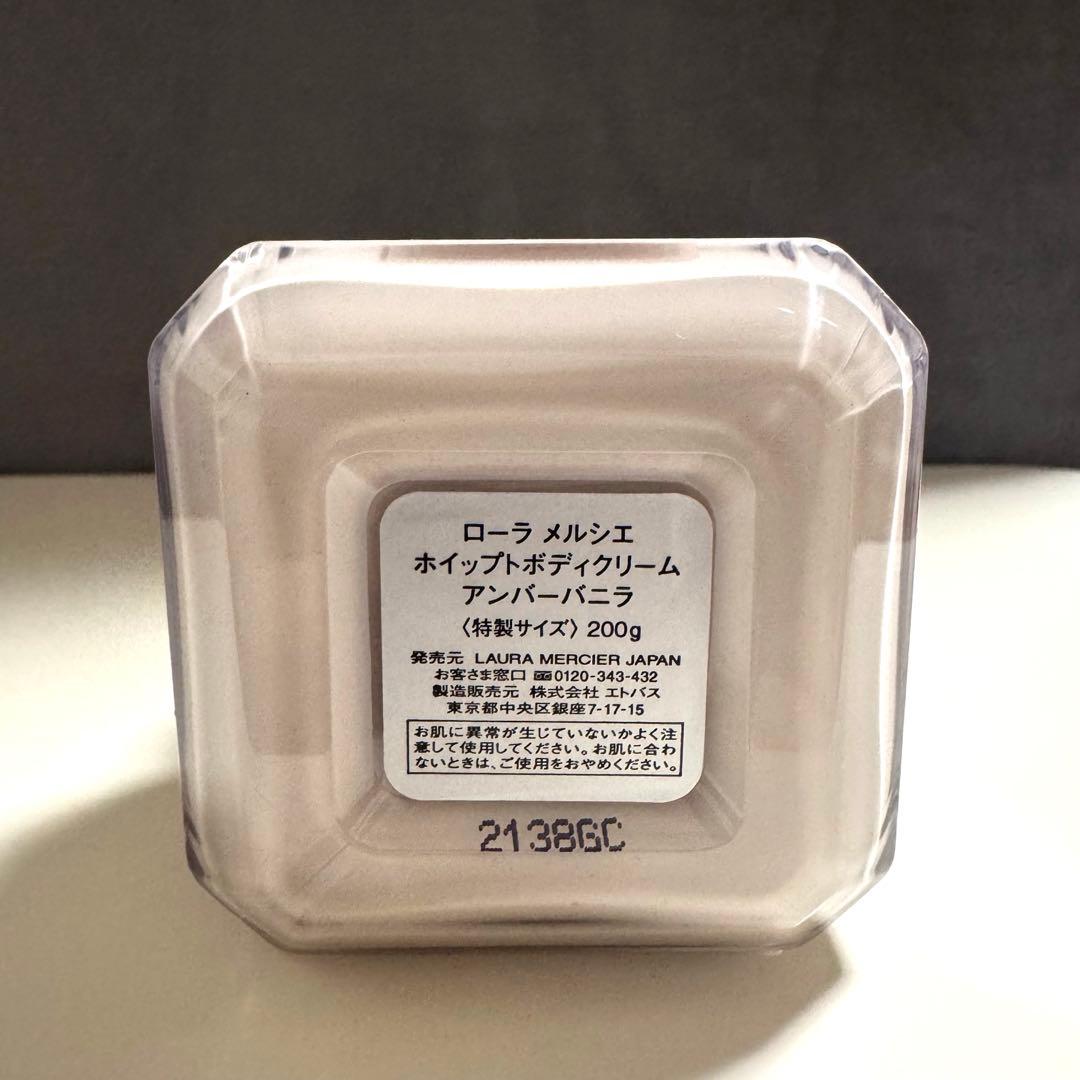 ローラ メルシエ
ホイップトボディクリーム
アンバーバニラ
〈特製サイズ〉200g
発売元 LAURA MERCIER JAPAN
お客さま窓口 0120-343-432
製造販売元 株式会社 エトバス
東京都中央区銀座7-17-15
お肌に異常が生じていないかよく注
意して使用してください。お肌に合わ
ないときは、ご使用をおやめください。
2138GC